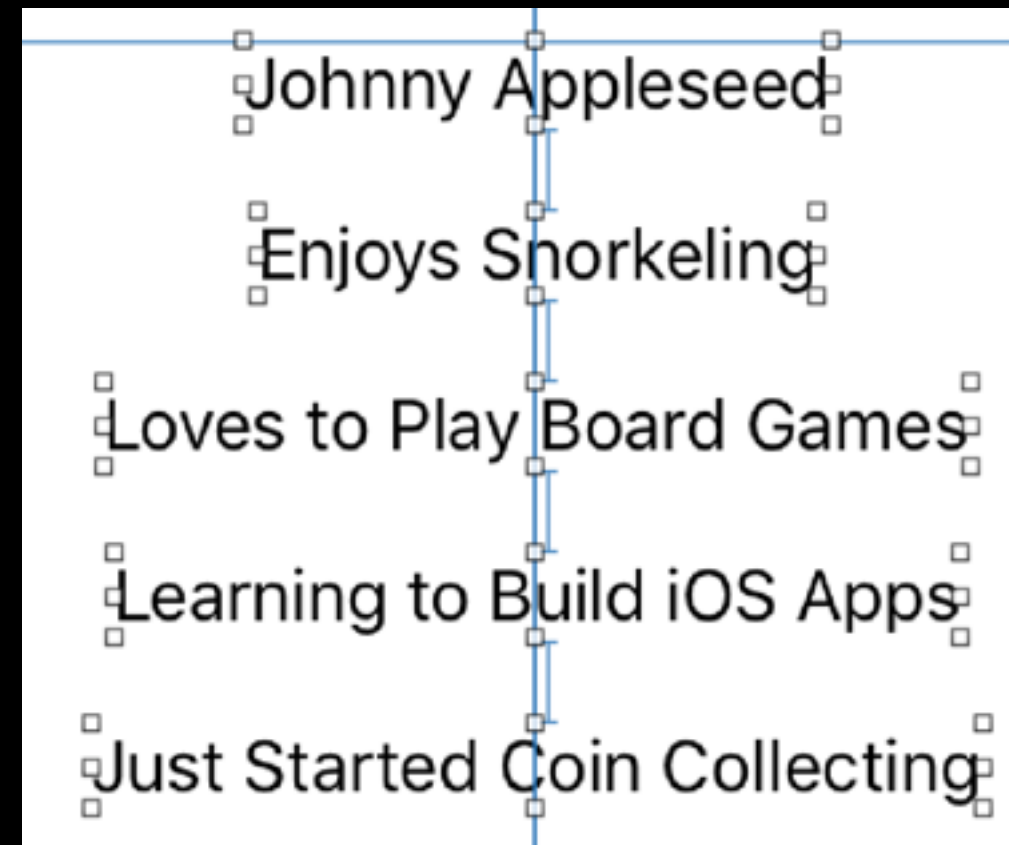 Johnny Appleseed
Enjoys Snorkeling
Loves to Play Board Games
Learning to Build iOS Apps
Just Started Coin Collecting